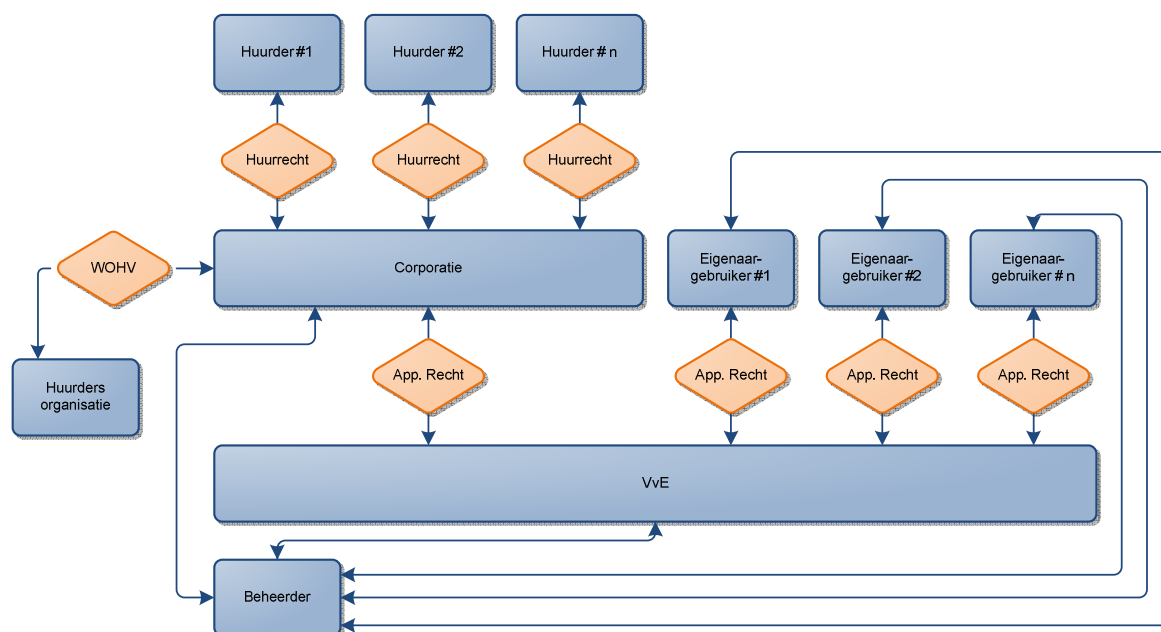 Huurder #1
Huurder #2
Huurder # n
Huurrecht
Huurrecht
Huurrecht
WOHV
Corporatie
Eigenaar-
gebruiker #1
Eigenaar-
gebruiker #2
Eigenaar-
gebruiker # n
Huurders
organisatie
App. Recht
App. Recht
App. Recht
App. Recht
VvE
Beheerder